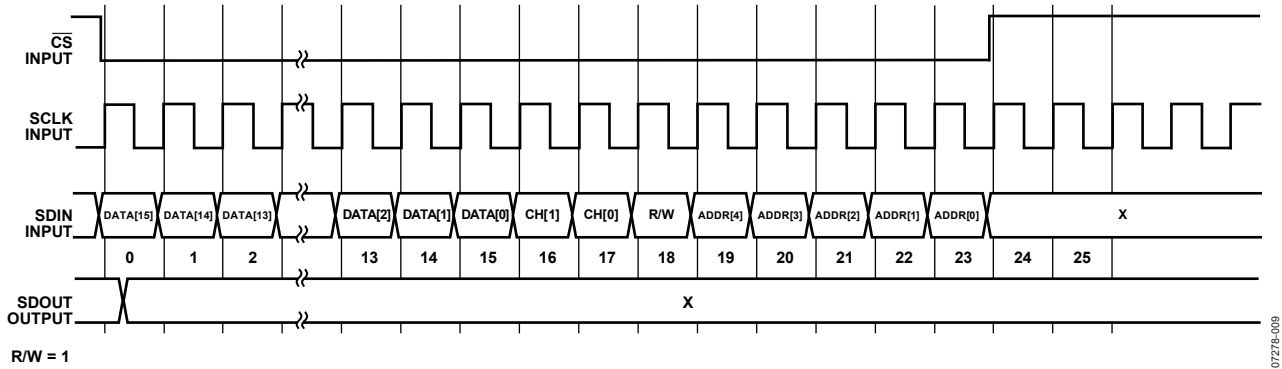 CS
INPUT
SCLK
INPUT
SDIN
INPUT
DATA[15] DATA[14] DATA[13] DATA[2] DATA[1] DATA[0] CH[1] CH[0] R/W ADDR[4] ADDR[3] ADDR[2] ADDR[1] ADDR[0] X
0 1 2 13 14 15 16 17 18 19 20 21 22 23 24 25
SDOUT
OUTPUT
X
R/W = 1
07278-009